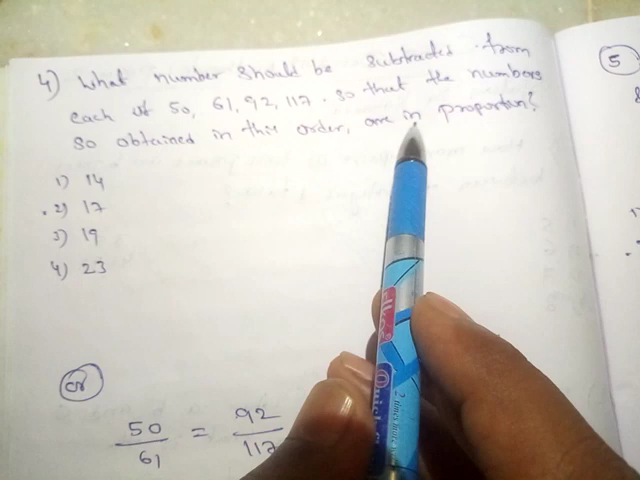 4) What number should be subtracted from
each of 50, 61, 92, 117. so that the numbers
so obtained in this order, are in proportion?
1) 14
2) 17
3) 19
4) 23
50/61 = 92/117
5